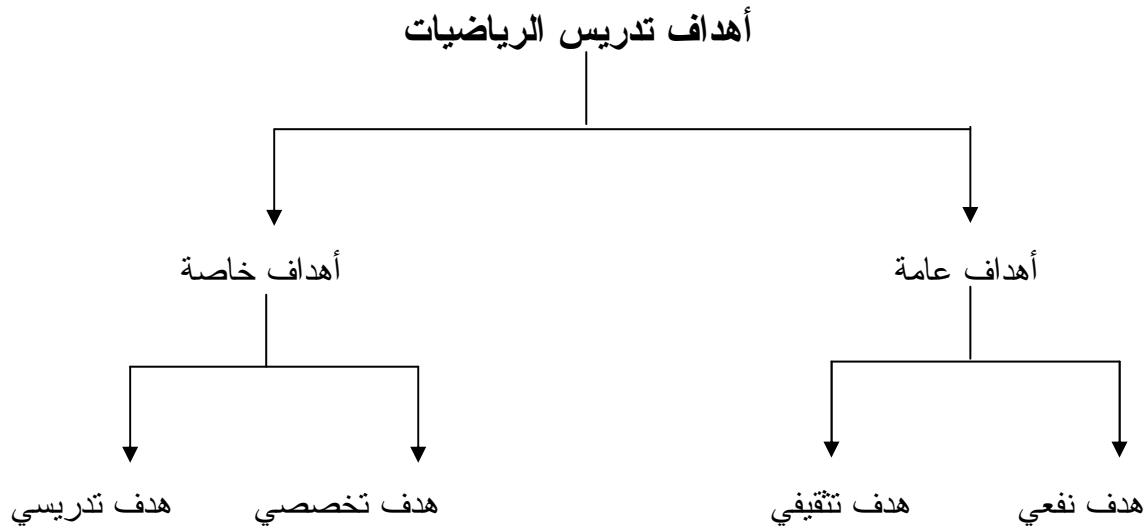 أهداف تدريس الرياضيات
أهداف عامة
أهداف خاصة
هدف نفعي
هدف تثقيفي
هدف تخصصي
هدف تدريسي